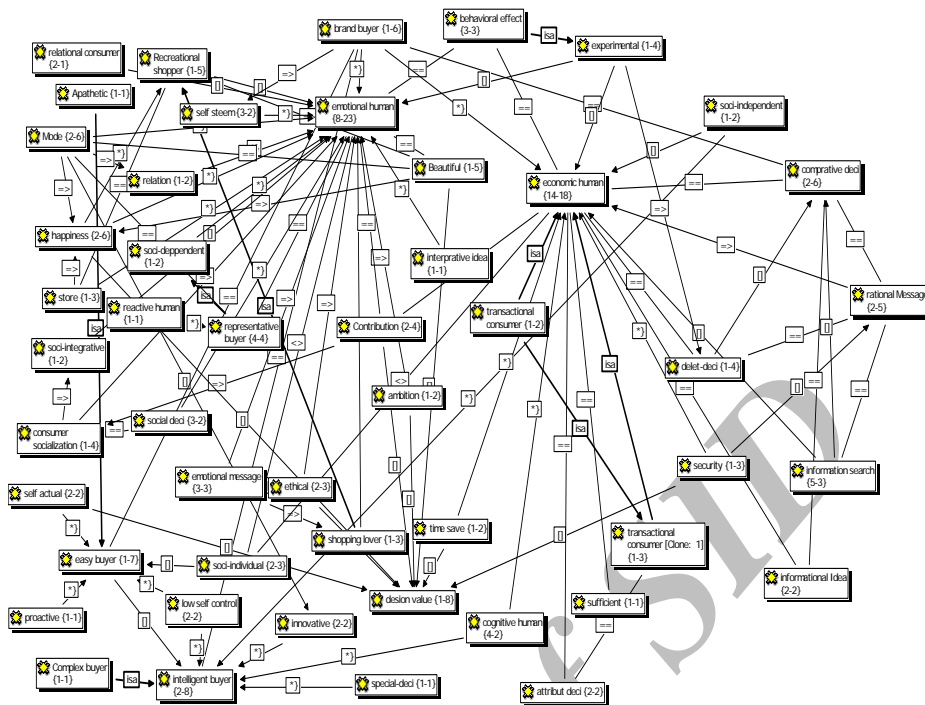 behavioral effect
{3-3}
brand buyer {1-6}
isa
experimental {1-4}
relational consumer
{2-1}
Recreational
shopper {1-5}
Apathetic {1-1}
self steem {3-2}
emotional human
{8-23}
soci-independent
{1-2}
Mode {2-6}
relation {1-2}
Beautiful {1-5}
economic human
{14-18}
comprative deci
{2-6}
happiness {2-6}
soci-deppendent
{1-2}
interprative idea
{1-1}
store {1-3}
reactive human
{1-1}
representative
buyer {4-4}
Contribution {2-4}
transactional
consumer {1-2}
rational Message
{2-5}
soci-integrative
{1-2}
delet-deci {1-4}
ambition {1-2}
consumer
socialization {1-4}
social deci {3-2}
emotional message
{3-3}
ethical {2-3}
security {1-3}
information search
{5-3}
self actual {2-2}
shopping lover {1-3}
time save {1-2}
transactional
consumer [Clone: 1]
{1-3}
easy buyer {1-7}
soci-individual {2-3}
informational Idea
{2-2}
proactive {1-1}
low self control
{2-2}
innovative {2-2}
desion value {1-8}
sufficient {1-1}
cognitive human
{4-2}
Complex buyer
{1-1}
isa
intelligent buyer
{2-8}
special-deci {1-1}
attribut deci {2-2}
f SID